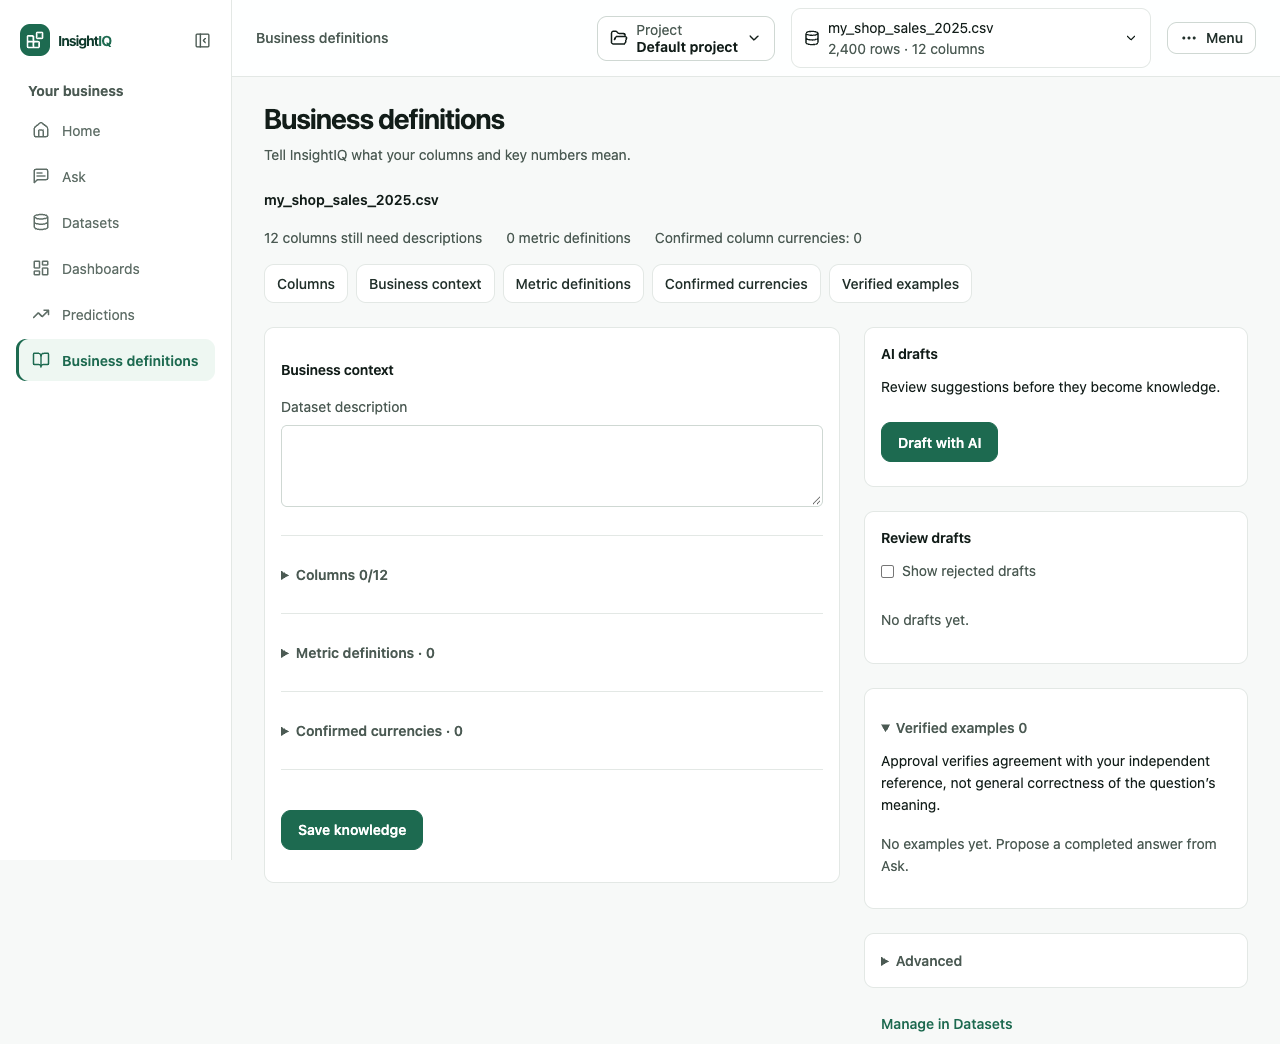 InsightIQ
Your business
Home
Ask
Datasets
Dashboards
Predictions
Business definitions
Business definitions
Project
Default project
my_shop_sales_2025.csv
2,400 rows · 12 columns
Menu
Business definitions
Tell InsightIQ what your columns and key numbers mean.
my_shop_sales_2025.csv
12 columns still need descriptions
0 metric definitions
Confirmed column currencies: 0
Columns
Business context
Metric definitions
Confirmed currencies
Verified examples
Business context
Dataset description
Columns 0/12
Metric definitions · 0
Confirmed currencies · 0
Save knowledge
AI drafts
Review suggestions before they become knowledge.
Draft with AI
Review drafts
Show rejected drafts
No drafts yet.
Verified examples 0
Approval verifies agreement with your independent
reference, not general correctness of the question’s
meaning.
No examples yet. Propose a completed answer from
Ask.
Advanced
Manage in Datasets